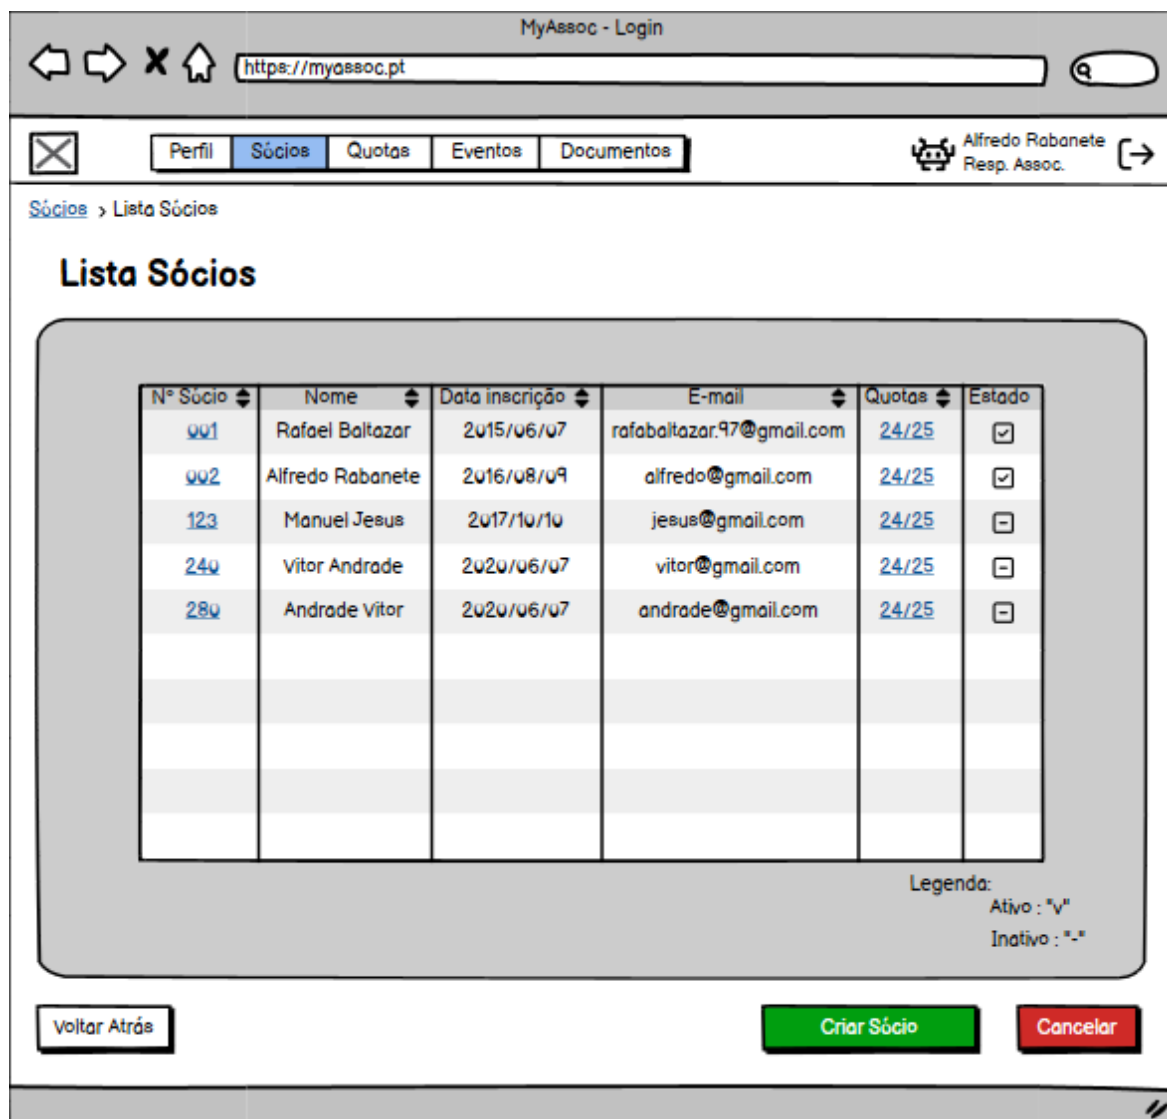 MyAssoc - Login
https://myassoc.pt
Perfil Sócios Quotas Eventos Documentos
Alfredo Rabanete
Resp. Assoc.
Sócios > Lista Sócios
Lista Sócios
Nº Sócio Nome Data inscrição E-mail Quotas Estado
001 Rafael Baltazar 2015/06/07 rafabaltazar.97@gmail.com 24/25
002 Alfredo Rabanete 2016/08/09 alfredo@gmail.com 24/25
123 Manuel Jesus 2017/10/10 jesus@gmail.com 24/25
240 Vitor Andrade 2020/06/07 vitor@gmail.com 24/25
280 Andrade Vitor 2020/06/07 andrade@gmail.com 24/25
Legenda:
Ativo : "v"
Inativo : "-"
Voltar Atrás Criar Sócio Cancelar